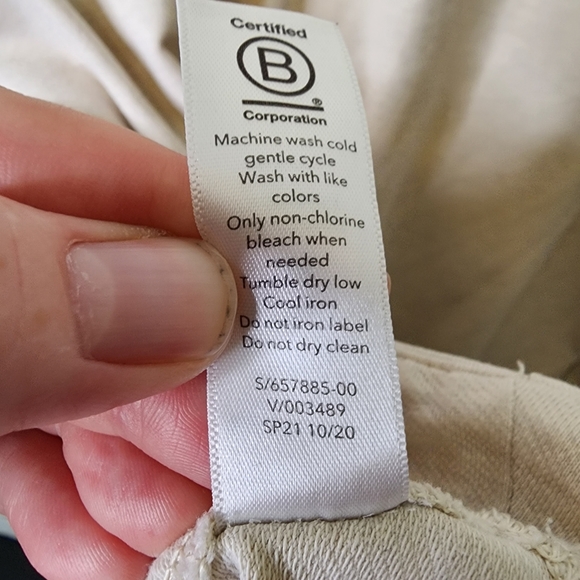 Certified
B
®
Corporation
Machine wash cold
gentle cycle
Wash with like
colors
Only non-chlorine
bleach when
needed
Tumble dry low
Cool iron
Do not iron label
Do not dry clean
S/657885-00
V/003489
SP21 10/20